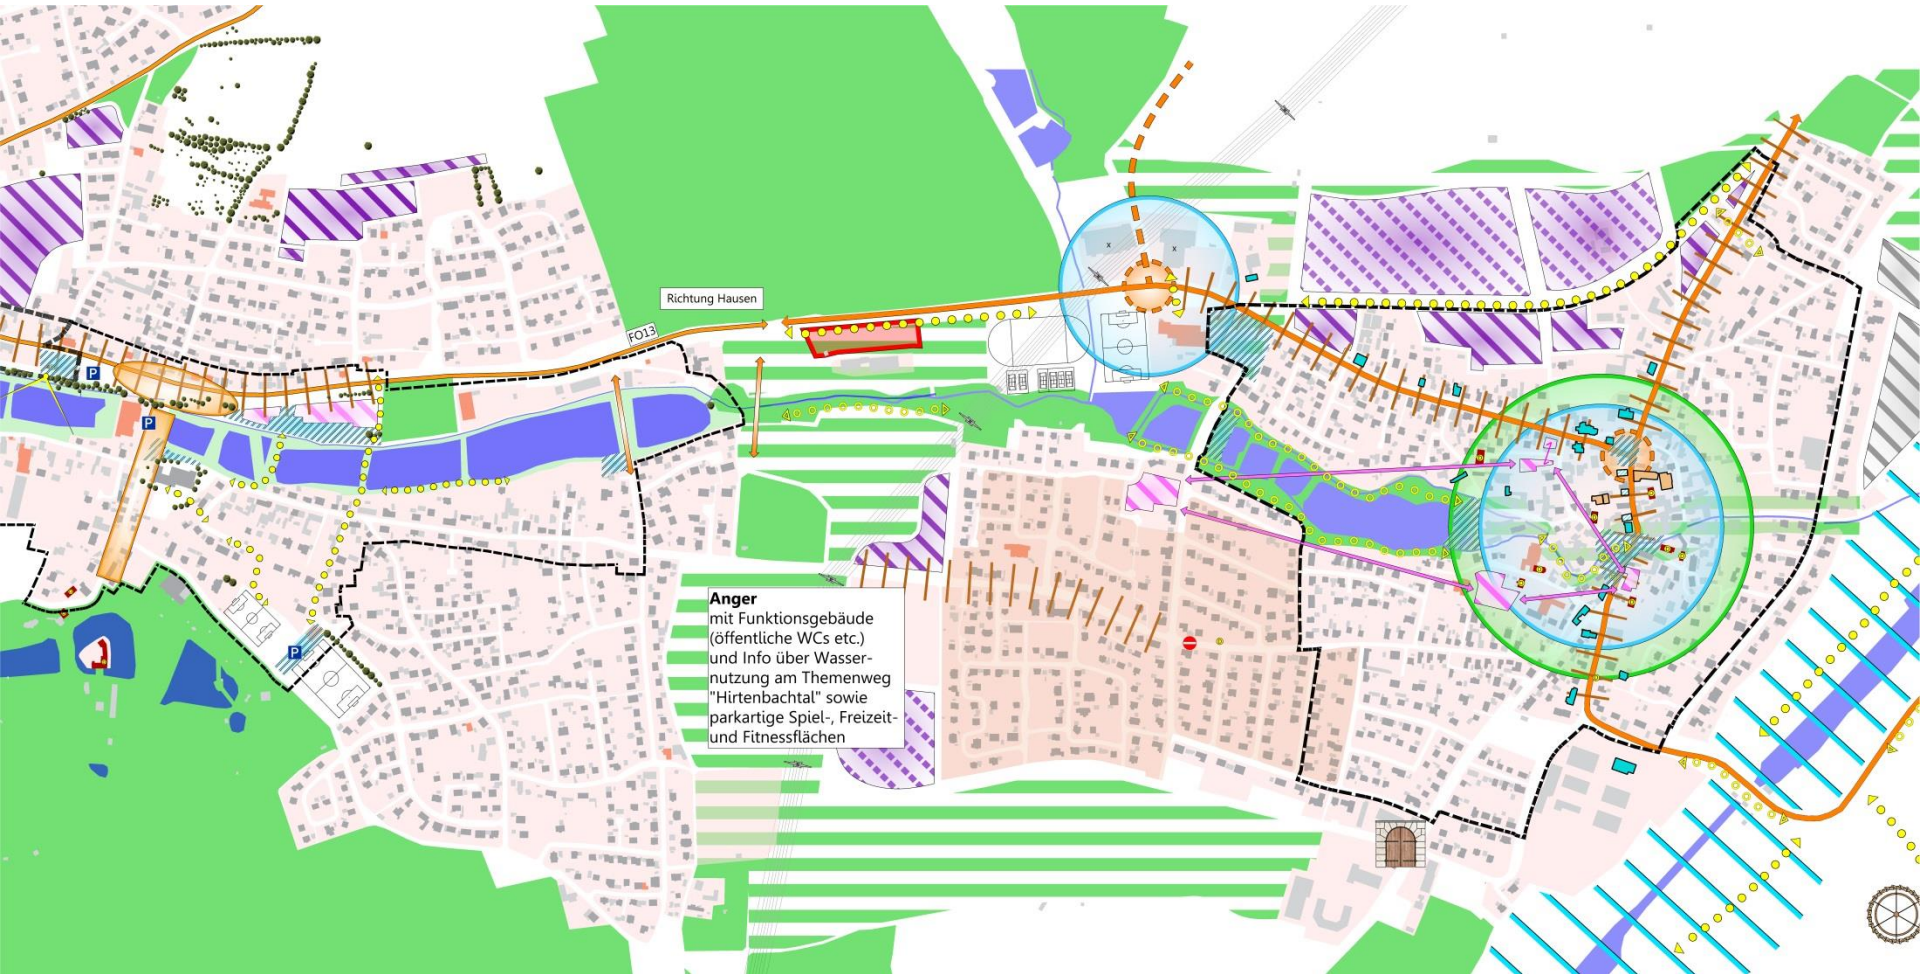 Richtung Hausen
FO13
P
P
x
x
1
Anger
mit Funktionsgebäude
(öffentliche WCs etc.)
und Info über Wasser-
nutzung am Themenweg
"Hirtenbachtal" sowie
parkartige Spiel-, Freizeit-
und Fitnessflächen
P